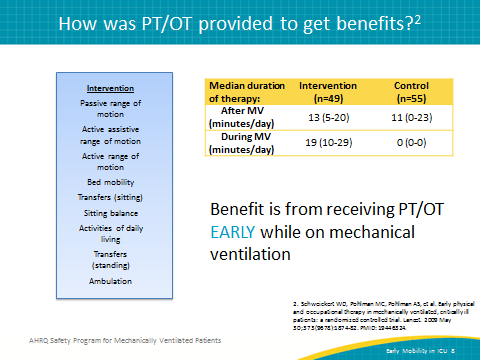 How was PT/OT provided to get benefits?2
Intervention
Passive range of
motion
Active assistive
range of motion
Active range of
motion
Bed mobility
Transfers (sitting)
Sitting balance
Activities of daily
living
Transfers
(standing)
Ambulation
Median duration Intervention Control
of therapy: (n=49) (n=55)
After MV
(minutes/day) 13 (5-20) 11 (0-23)
During MV
(minutes/day) 19 (10-29) 0 (0-0)
Benefit is from receiving PT/OT
EARLY while on mechanical
ventilation
2. Schweickert WD, Pohlman MC, Pohlman AS, et al. Early physical
and occupational therapy in mechanically ventilated, critically ill
patients: a randomised controlled trial. Lancet. 2009 May
30;373(9678):1874-82. PMID: 19446324.
AHRQ Safety Program for Mechanically Ventilated Patients
Early Mobility in ICU 8